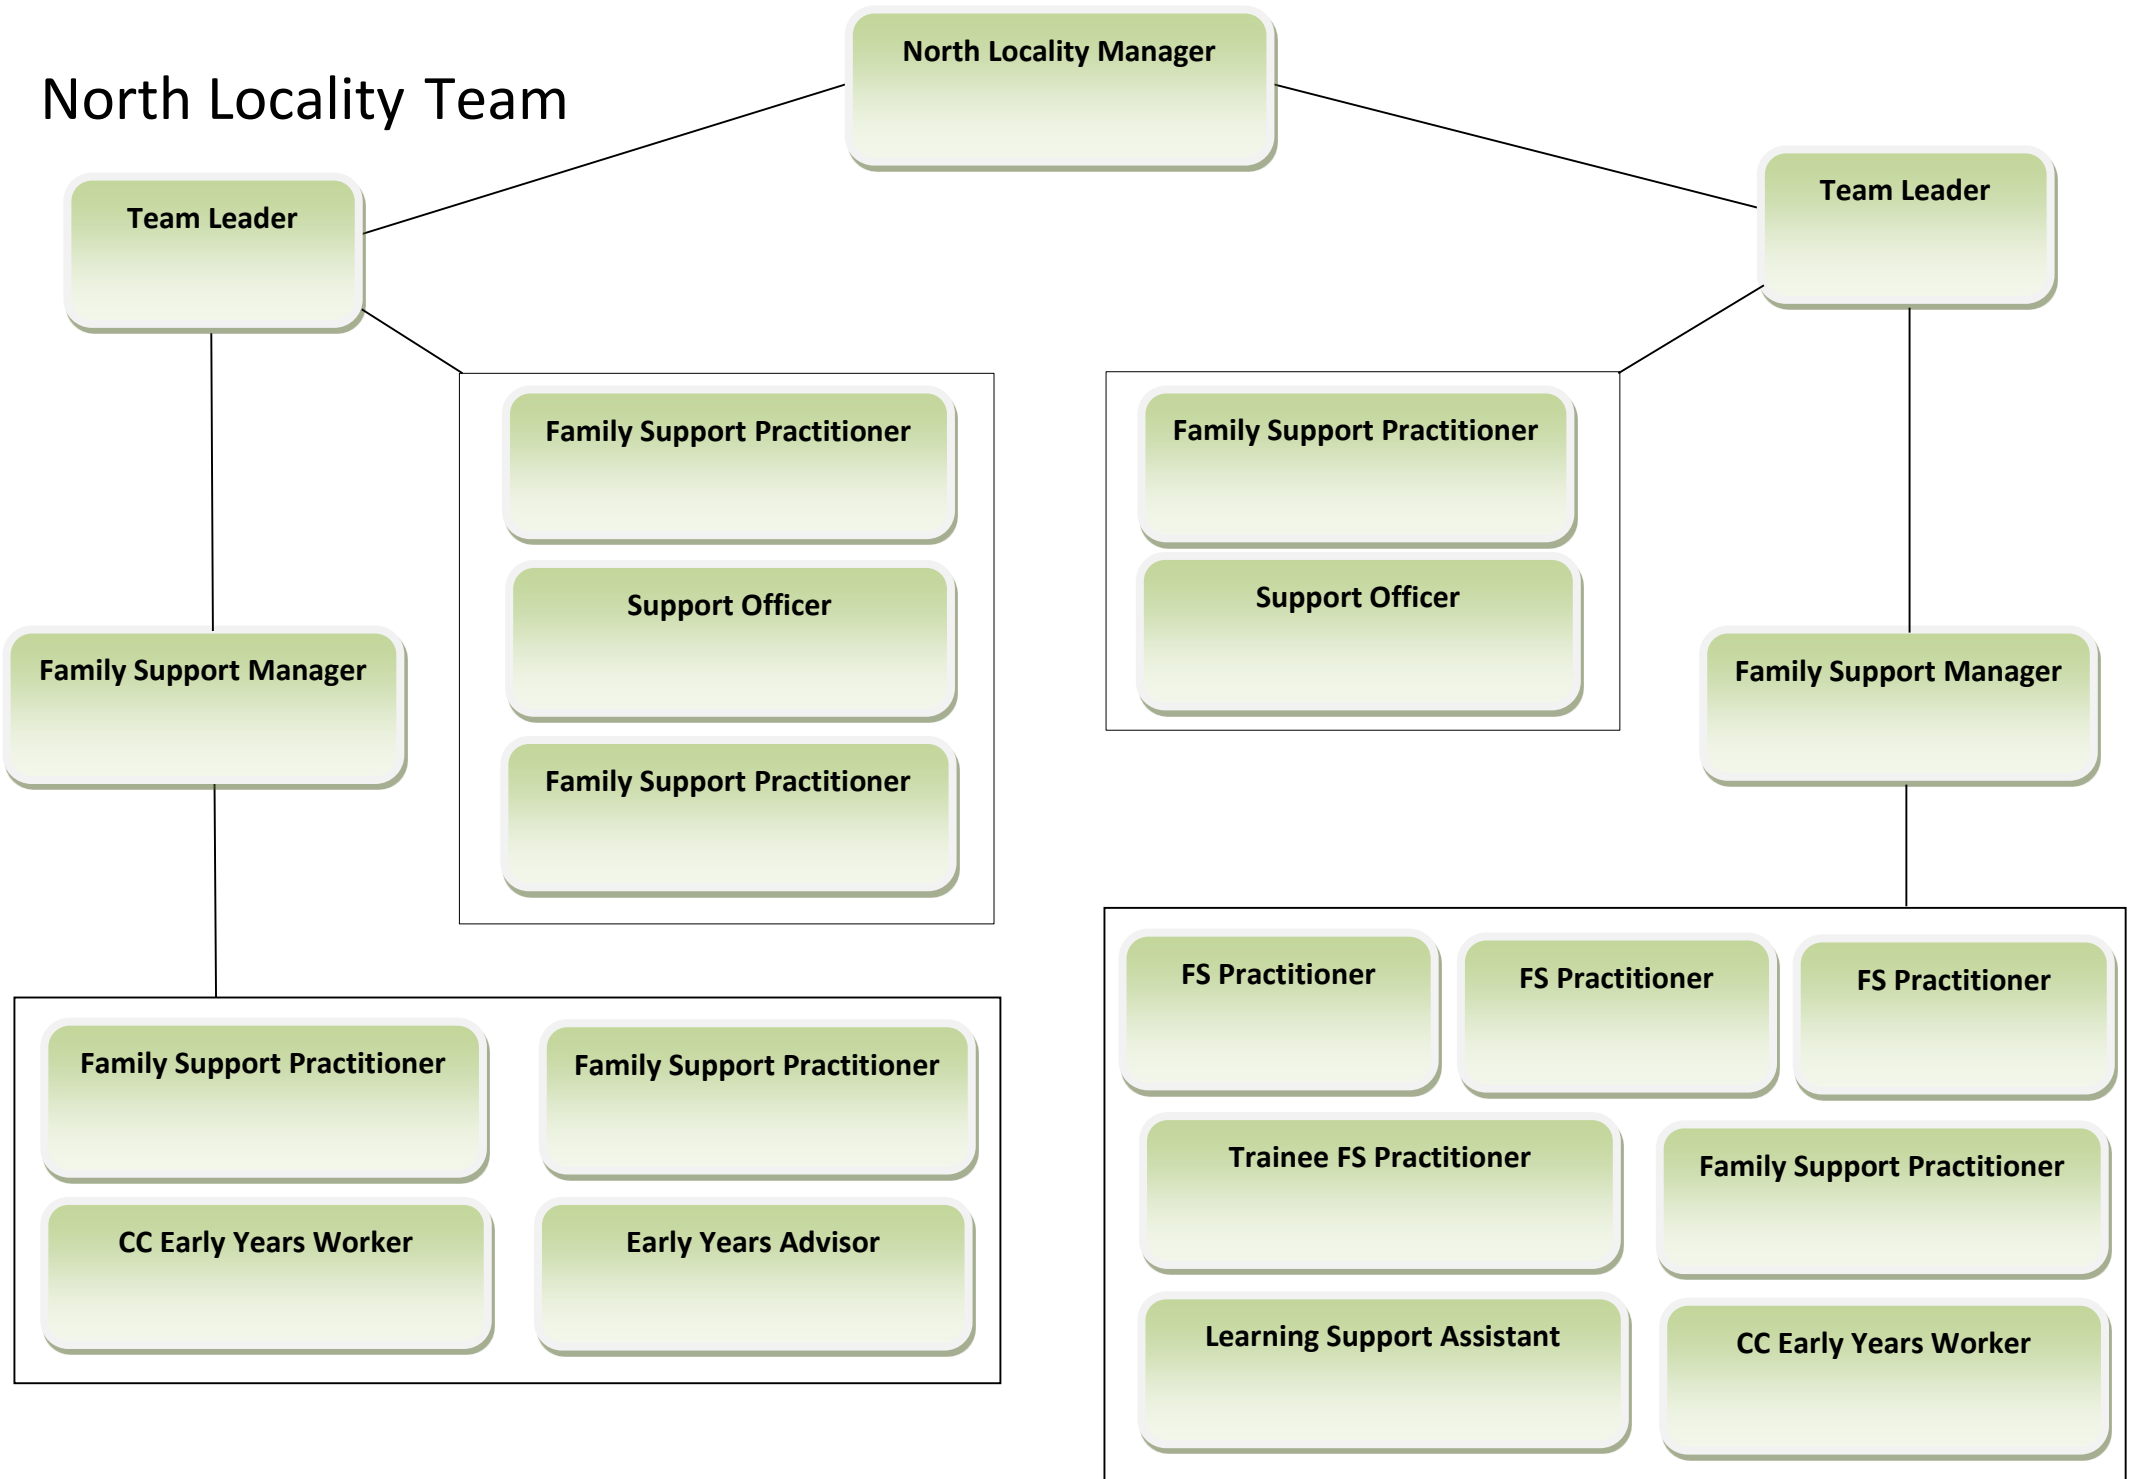 North Locality Manager
North Locality Team
Team Leader
Team Leader
Family Support Practitioner
Support Officer
Family Support Practitioner
Family Support Practitioner
Support Officer
Family Support Manager
Family Support Manager
Family Support Practitioner
Family Support Practitioner
CC Early Years Worker
Early Years Advisor
FS Practitioner
FS Practitioner
FS Practitioner
Trainee FS Practitioner
Family Support Practitioner
Learning Support Assistant
CC Early Years Worker